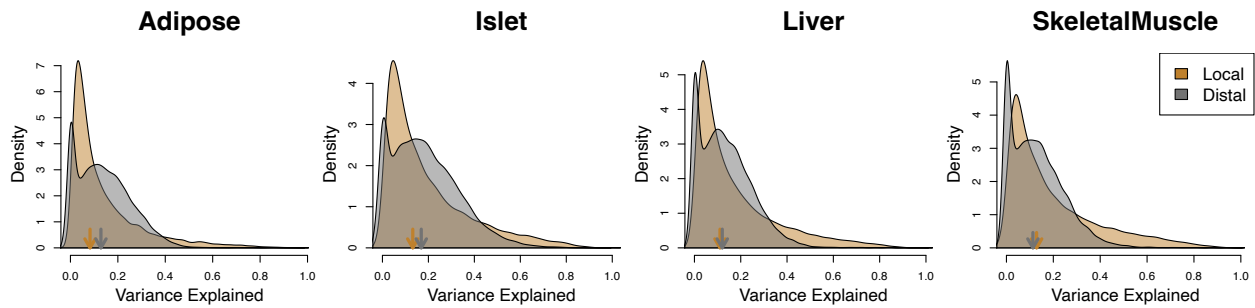 Adipose
Density
0 1 2 3 4 5 6 7
0.0 0.2 0.4 0.6 0.8 1.0
Variance Explained
Islet
Density
0 1 2 3 4
0.0 0.2 0.4 0.6 0.8 1.0
Variance Explained
Liver
Density
0 1 2 3 4 5
0.0 0.2 0.4 0.6 0.8 1.0
Variance Explained
SkeletalMuscle
Local
Distal
Density
0 1 2 3 4 5
0.0 0.2 0.4 0.6 0.8 1.0
Variance Explained